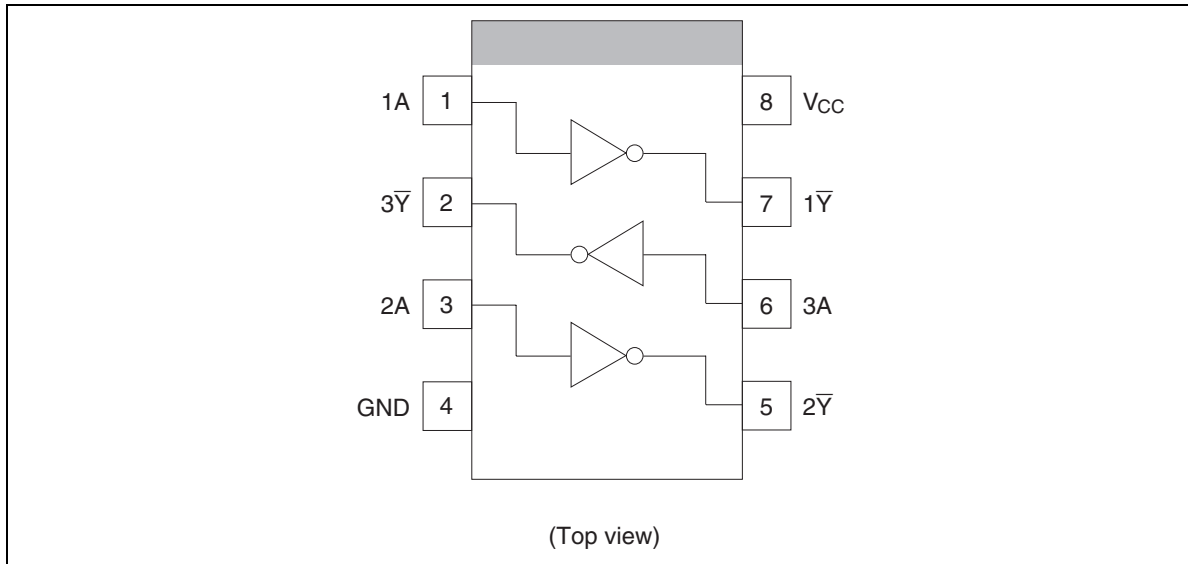 1A 1 8 VCC
3Y̅ 2 7 1Y̅
2A 3 6 3A
GND 4 5 2Y̅
(Top view)